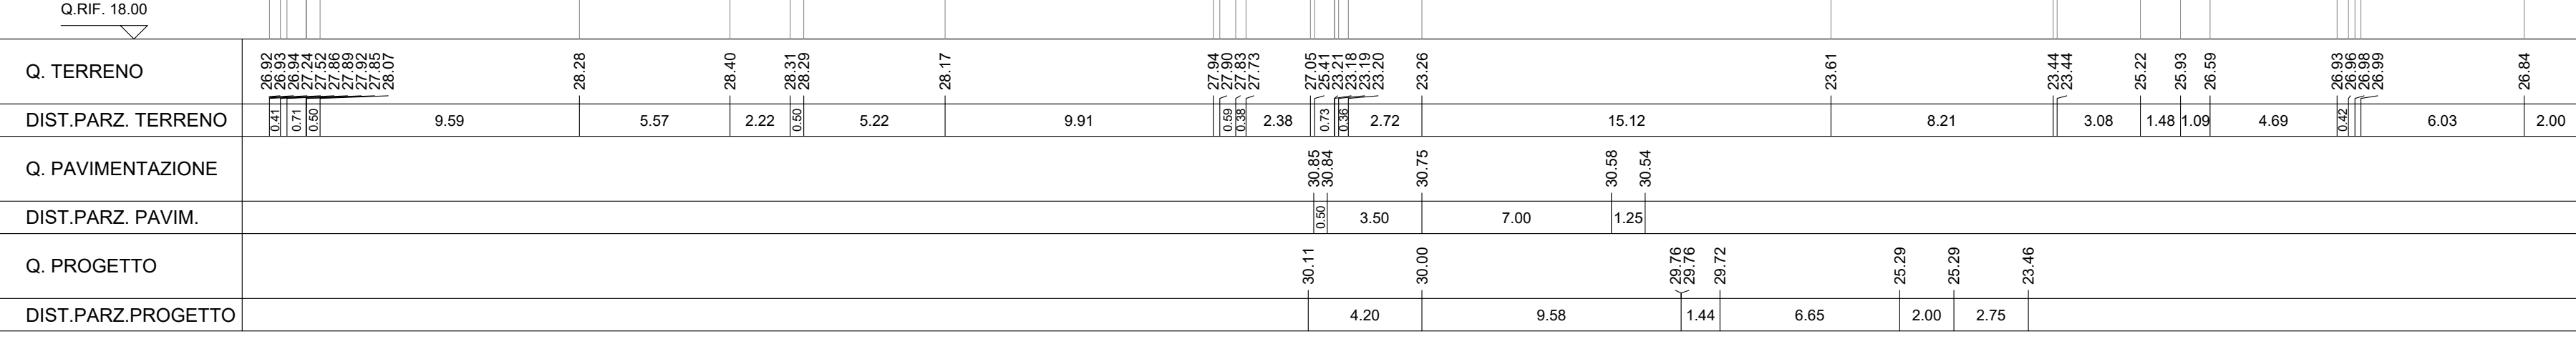 Q.RIF. 18.00
Q. TERRENO 26.92 26.93 26.94 27.24 27.52 27.86 27.89 27.92 27.85 28.07 28.28 28.40 28.31 28.29 28.17 27.94 27.90 27.83 27.73 27.05 25.41 23.21 23.18 23.19 23.20 23.26 23.61 23.44 23.44 25.22 25.93 26.59 26.93 26.96 26.98 26.99 26.84
DIST.PARZ. TERRENO 0.41 0.71 0.50 9.59 5.57 2.22 0.50 5.22 9.91 0.59 0.38 2.38 0.73 0.36 2.72 15.12 8.21 3.08 1.48 1.09 4.69 0.42 6.03 2.00
Q. PAVIMENTAZIONE 30.85 30.84 30.75 30.58 30.54
DIST.PARZ. PAVIM. 0.50 3.50 7.00 1.25
Q. PROGETTO 30.11 30.00 29.76 29.76 29.72 25.29 25.29 23.46
DIST.PARZ.PROGETTO 4.20 9.58 1.44 6.65 2.00 2.75